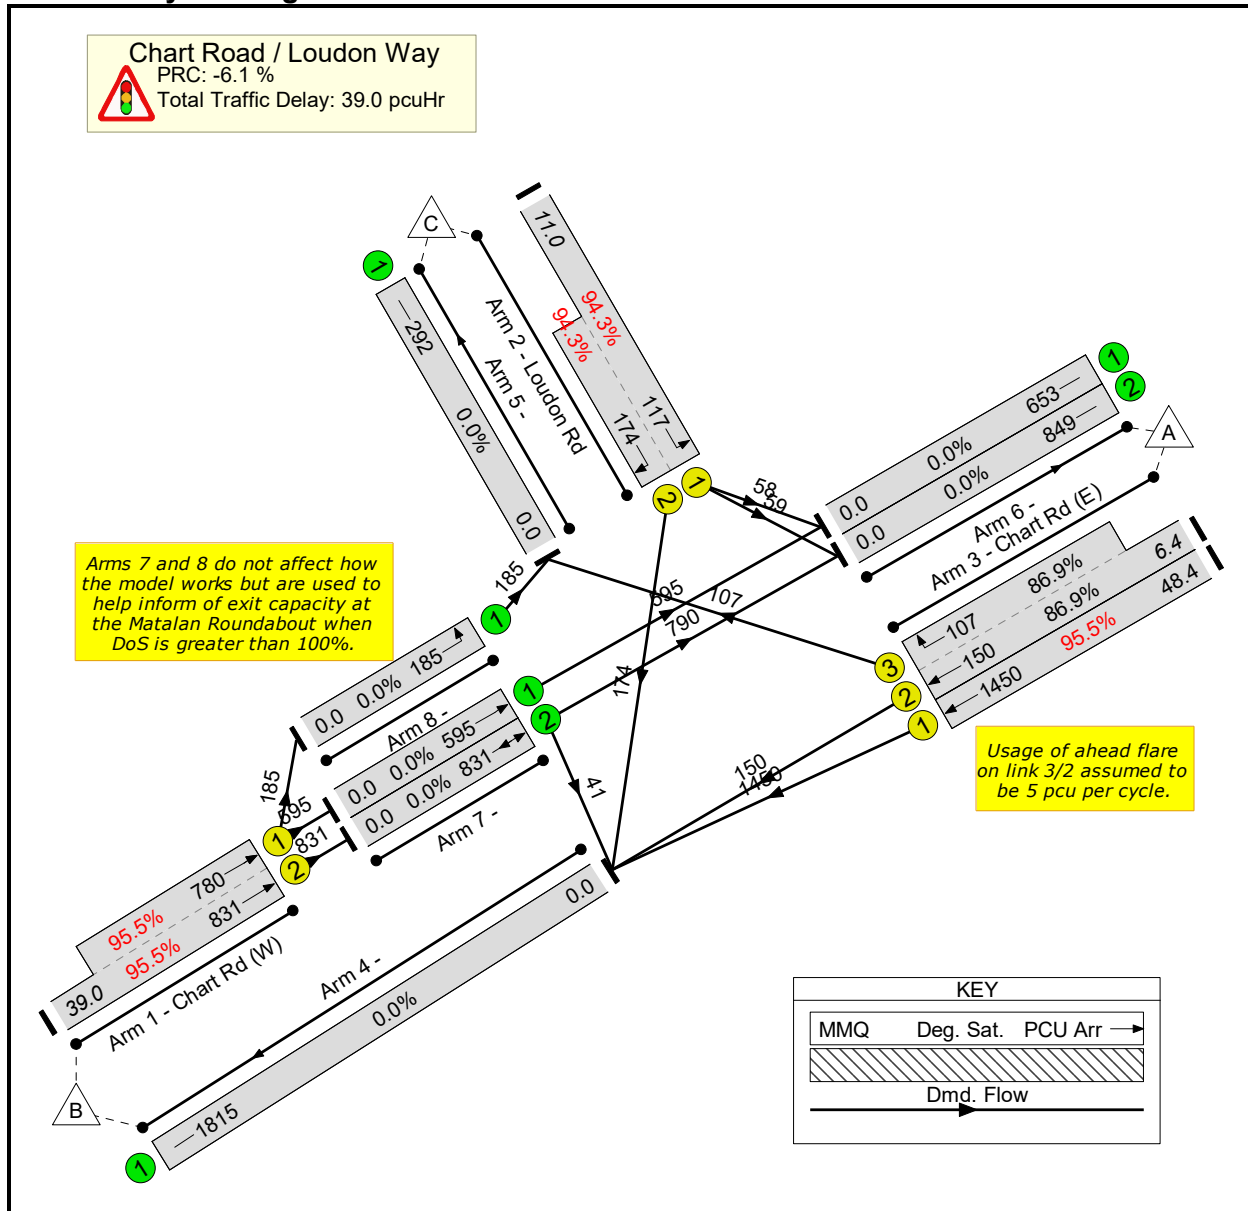 Chart Road / Loudon Way
PRC: -6.1 %
Total Traffic Delay: 39.0 pcuHr
C
1
292
0.0%
0.0
Arm 5 -
Arm 2 - Loudon Rd
11.0
94.3%
94.3%
174
117
2
1
58
59
1
2
653
0.0%
0.0
849
0.0%
0.0
A
Arm 6 -
Arm 3 - Chart Rd (E)
107
86.9%
6.4
150
86.9%
1450
95.5%
48.4
3
2
1
Arms 7 and 8 do not affect how
the model works but are used to
help inform of exit capacity at
the Matalan Roundabout when
DoS is greater than 100%.
185
1
0.0
0.0%
185
Arm 8 -
595
790
107
174
1
2
0.0
0.0%
595
0.0
0.0%
831
Arm 7 -
41
150
1450
Usage of ahead flare
on link 3/2 assumed to
be 5 pcu per cycle.
185
595
831
1
2
780
95.5%
831
95.5%
39.0
Arm 1 - Chart Rd (W)
B
Arm 4 -
0.0
0.0%
1815
1
KEY
MMQ Deg. Sat. PCU Arr
Dmd. Flow